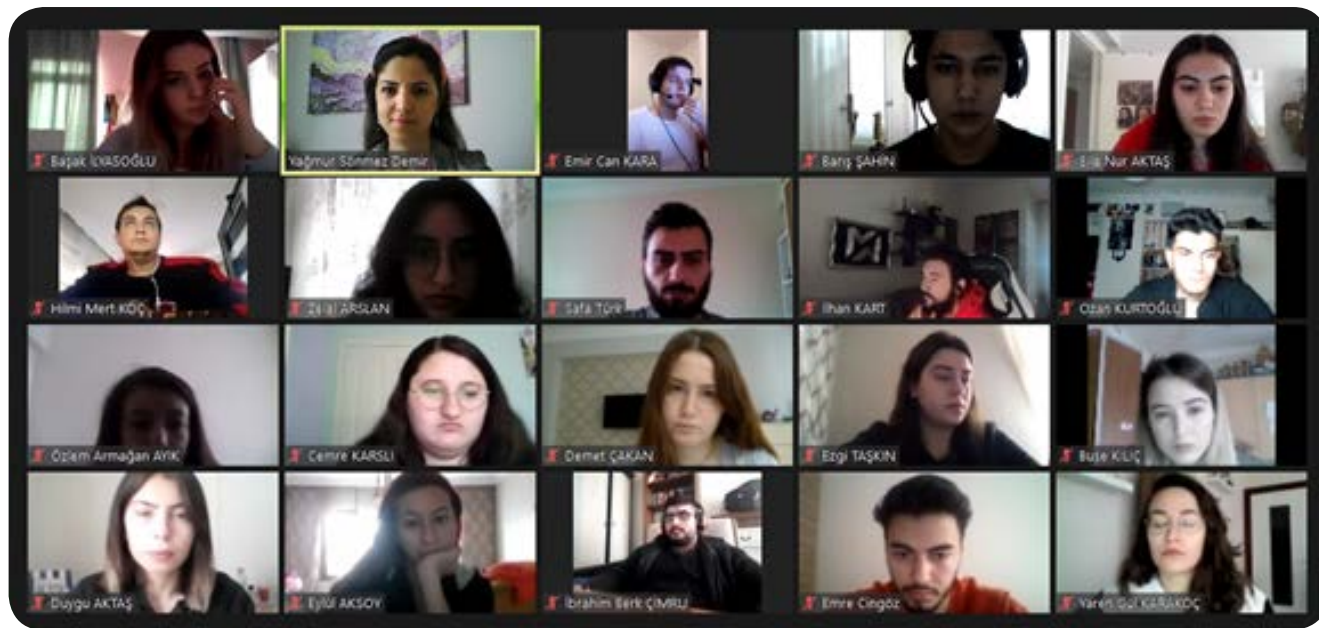 Başak İLYASOĞLU
Yağmur Sönmez Demir
Emir Can KARA
Barış ŞAHİN
Ela Nur AKTAŞ
Hilmi Mert KOÇ
Zelal ARSLAN
Safa Türk
İlhan KART
Ozan KURTOĞLU
Özlem Armağan AYIK
Cemre KARSLI
Demet ÇAKAN
Ezgi TAŞKIN
Buse KILIÇ
Duygu AKTAŞ
Eylül AKSOY
İbrahim Berk ÇIMRU
Emre Cingöz
Yaren Gül KARAKOÇ